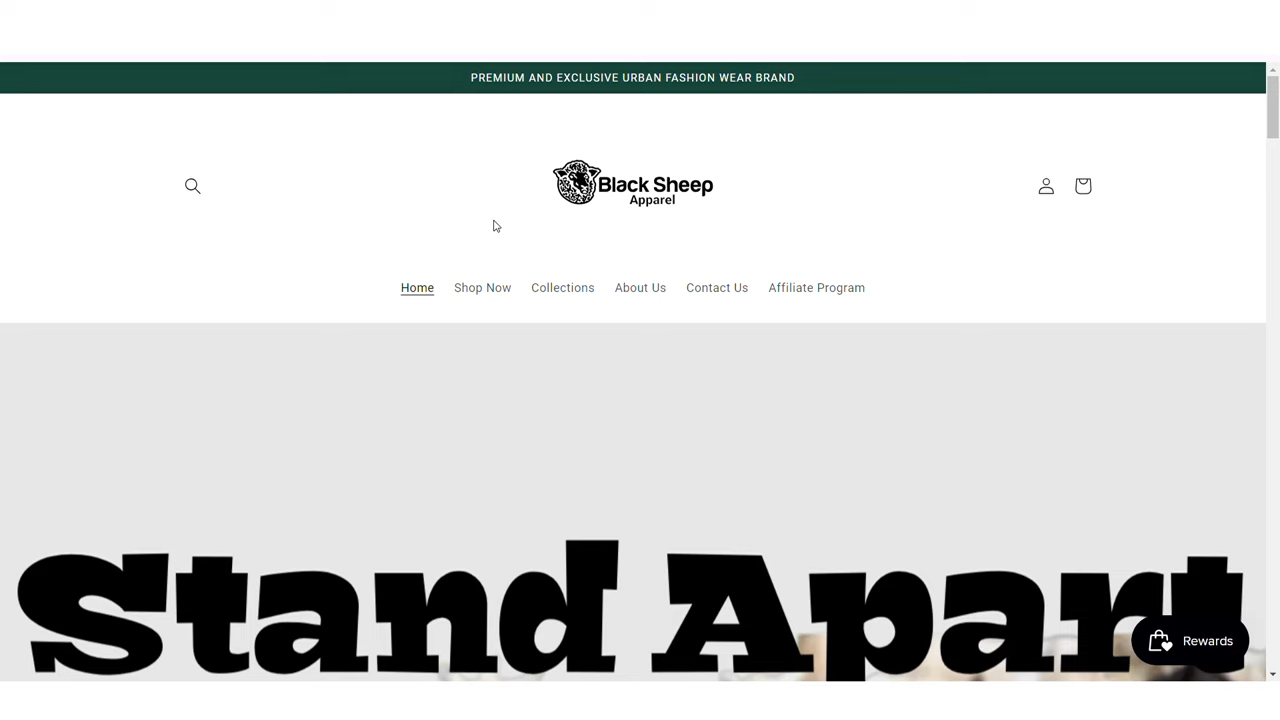 PREMIUM AND EXCLUSIVE URBAN FASHION WEAR BRAND
Black Sheep
Apparel
Home Shop Now Collections About Us Contact Us Affiliate Program
Stand Apart
Rewards